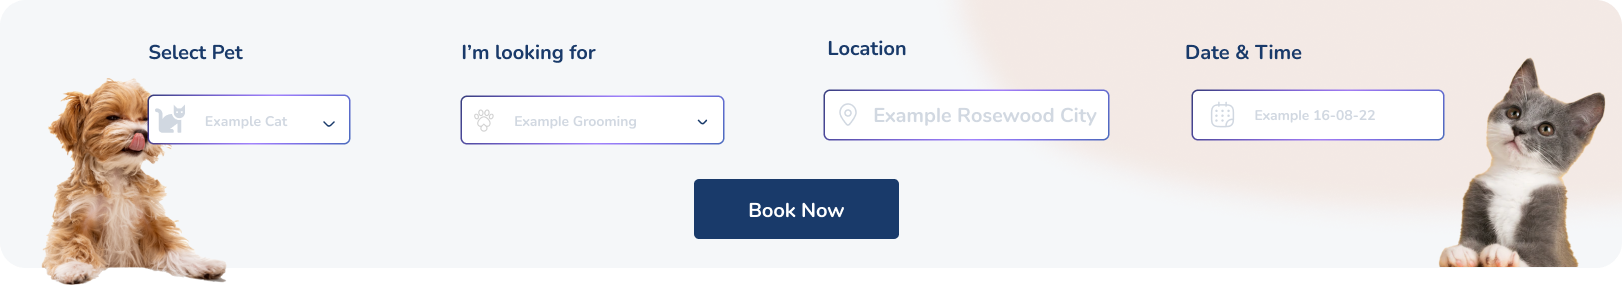 Select Pet
I'm looking for
Location
Date & Time
Example Cat
Example Grooming
Example Rosewood City
Example 16-08-22
Book Now